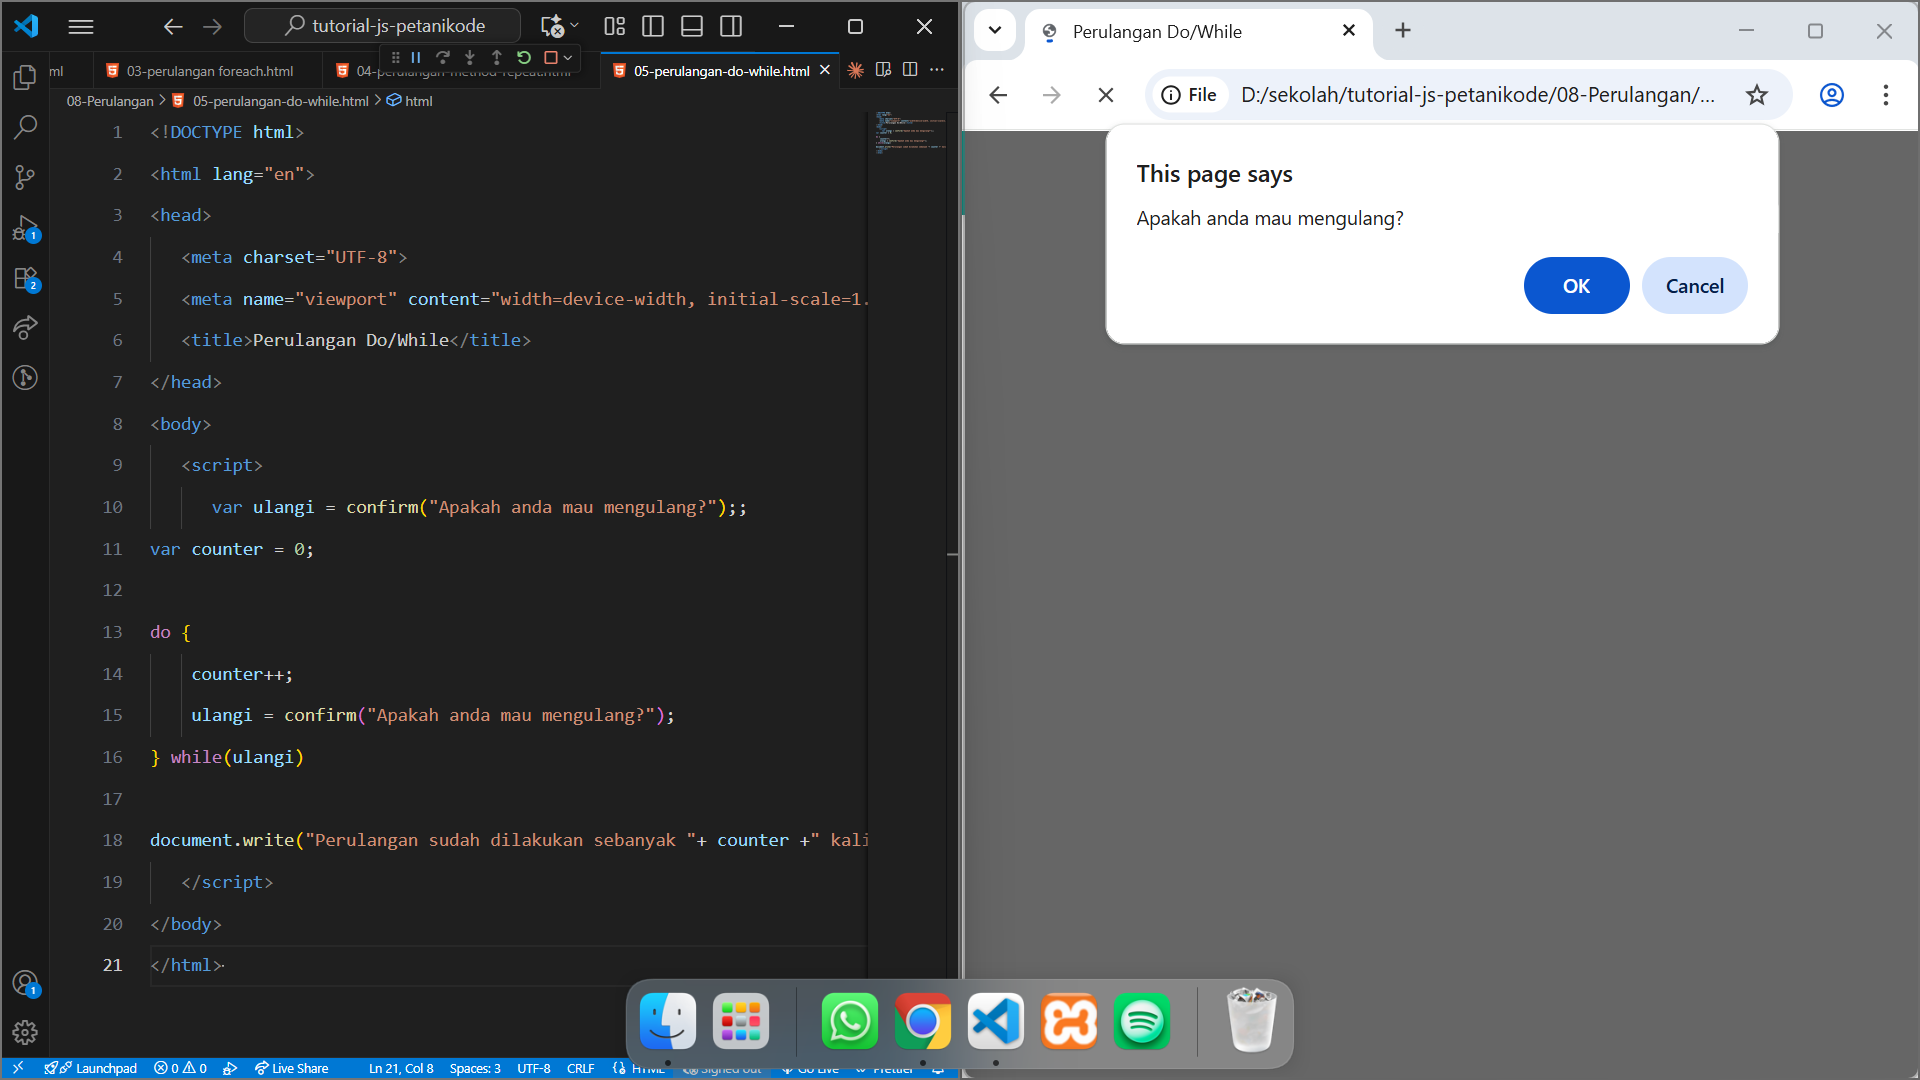 tutorial-js-petanikode
ml
03-perulangan foreach.html
05-perulangan-do-while.html
08-Perulangan > 05-perulangan-do-while.html > html
1 <!DOCTYPE html>
2 <html lang="en">
3 <head>
4 <meta charset="UTF-8">
5 <meta name="viewport" content="width=device-width, initial-scale=1.
6 <title>Perulangan Do/While</title>
7 </head>
8 <body>
9 <script>
10 var ulangi = confirm("Apakah anda mau mengulang?");;
11 var counter = 0;
12
13 do {
14 counter++;
15 ulangi = confirm("Apakah anda mau mengulang?");
16 } while(ulangi)
17
18 document.write("Perulangan sudah dilakukan sebanyak "+ counter +" kali
19 </script>
20 </body>
21 </html>
1
2
1
Launchpad
0 0
Live Share
Ln 21, Col 8
Spaces: 3
UTF-8
CRLF
{} HTML
Signed out
Go Live
Prettier
Perulangan Do/While
File
D:/sekolah/tutorial-js-petanikode/08-Perulangan/...
This page says
Apakah anda mau mengulang?
OK
Cancel